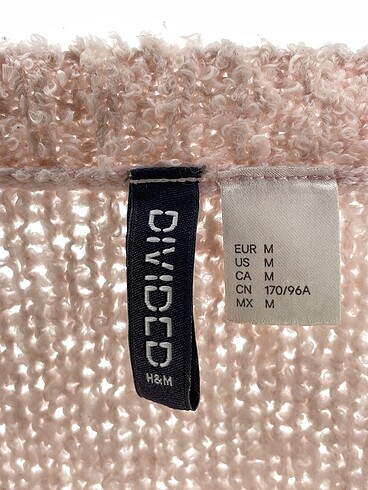 DIVIDED
H&M
EUR M
US M
CA M
CN 170/96A
MX M